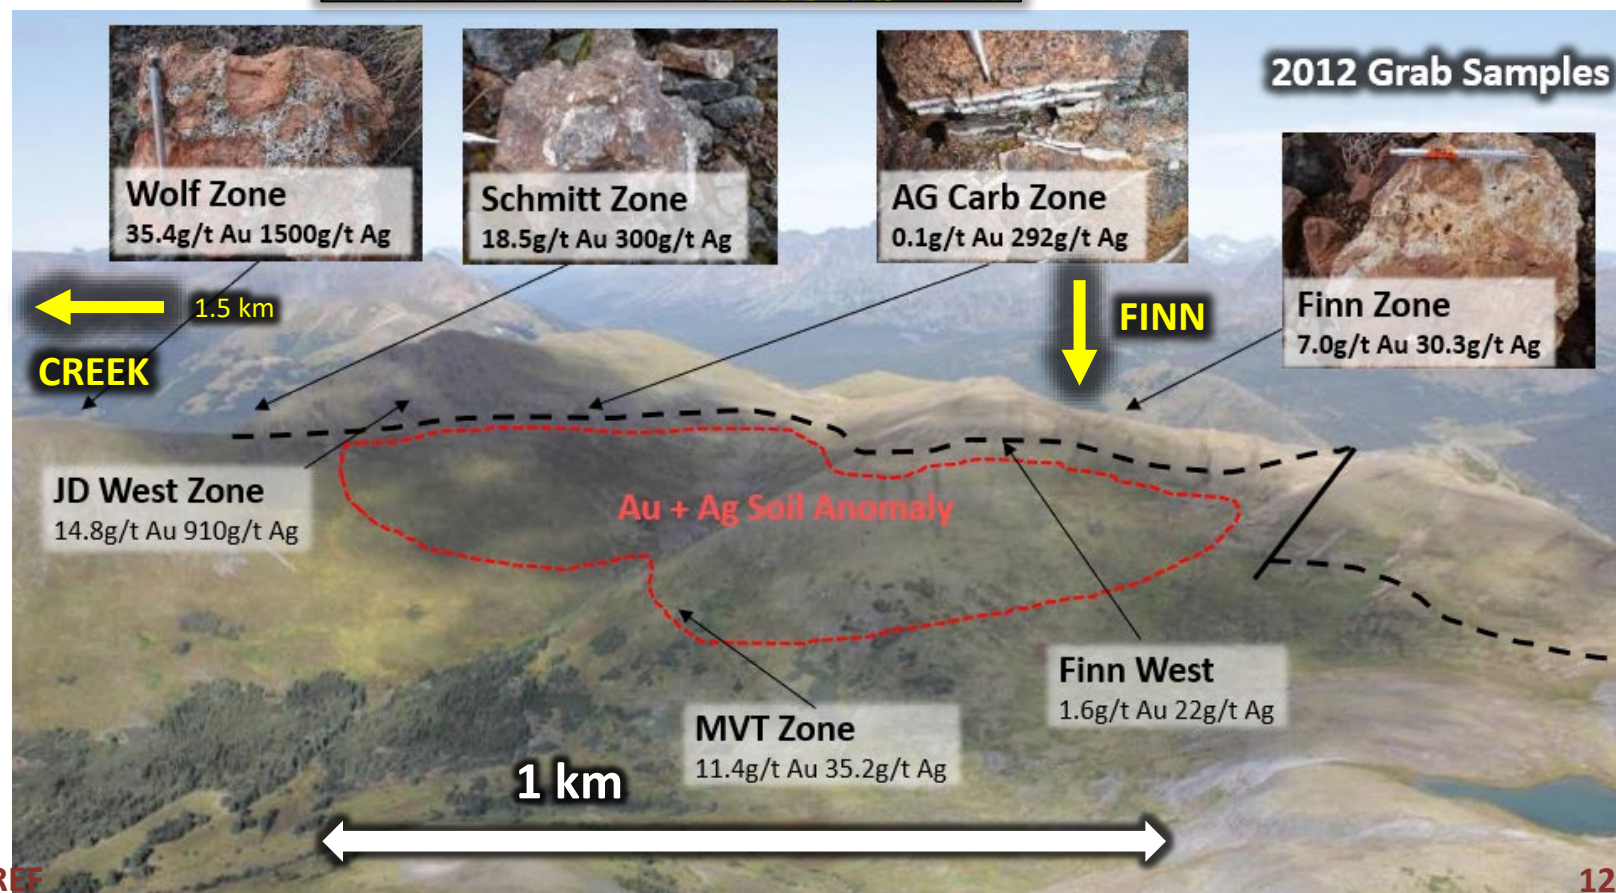 2012 Grab Samples
Wolf Zone
35.4g/t Au 1500g/t Ag
Schmitt Zone
18.5g/t Au 300g/t Ag
AG Carb Zone
0.1g/t Au 292g/t Ag
Finn Zone
7.0g/t Au 30.3g/t Ag
1.5 km
CREEK
FINN
JD West Zone
14.8g/t Au 910g/t Ag
Au + Ag Soil Anomaly
Finn West
1.6g/t Au 22g/t Ag
MVT Zone
11.4g/t Au 35.2g/t Ag
1 km
REF
12